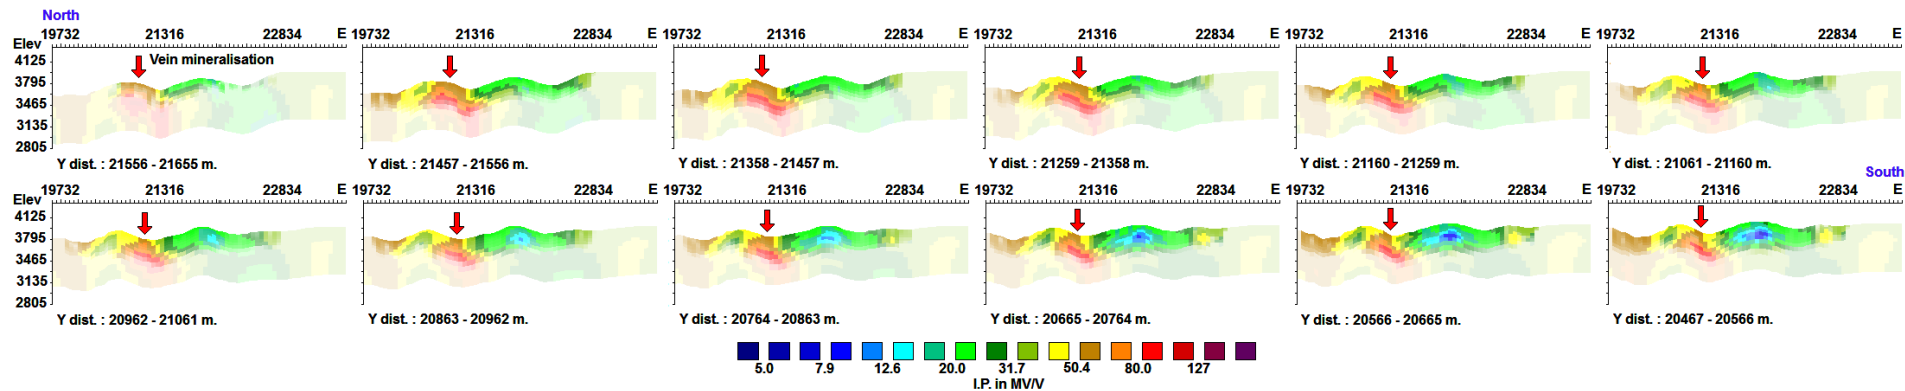 North
19732 21316 22834 E 19732 21316 22834 E 19732 21316 22834 E 19732 21316 22834 E 19732 21316 22834 E 19732 21316 22834 E
Elev
4125
Vein mineralisation
3795
3465
3135
2805
Y dist. : 21556 - 21655 m. Y dist. : 21457 - 21556 m. Y dist. : 21358 - 21457 m. Y dist. : 21259 - 21358 m. Y dist. : 21160 - 21259 m. Y dist. : 21061 - 21160 m.
South
19732 21316 22834 E 19732 21316 22834 E 19732 21316 22834 E 19732 21316 22834 E 19732 21316 22834 E 19732 21316 22834 E
Elev
4125
3795
3465
3135
2805
Y dist. : 20962 - 21061 m. Y dist. : 20863 - 20962 m. Y dist. : 20764 - 20863 m. Y dist. : 20665 - 20764 m. Y dist. : 20566 - 20665 m. Y dist. : 20467 - 20566 m.
5.0 7.9 12.6 20.0 31.7 50.4 80.0 127
I.P. in MV/V